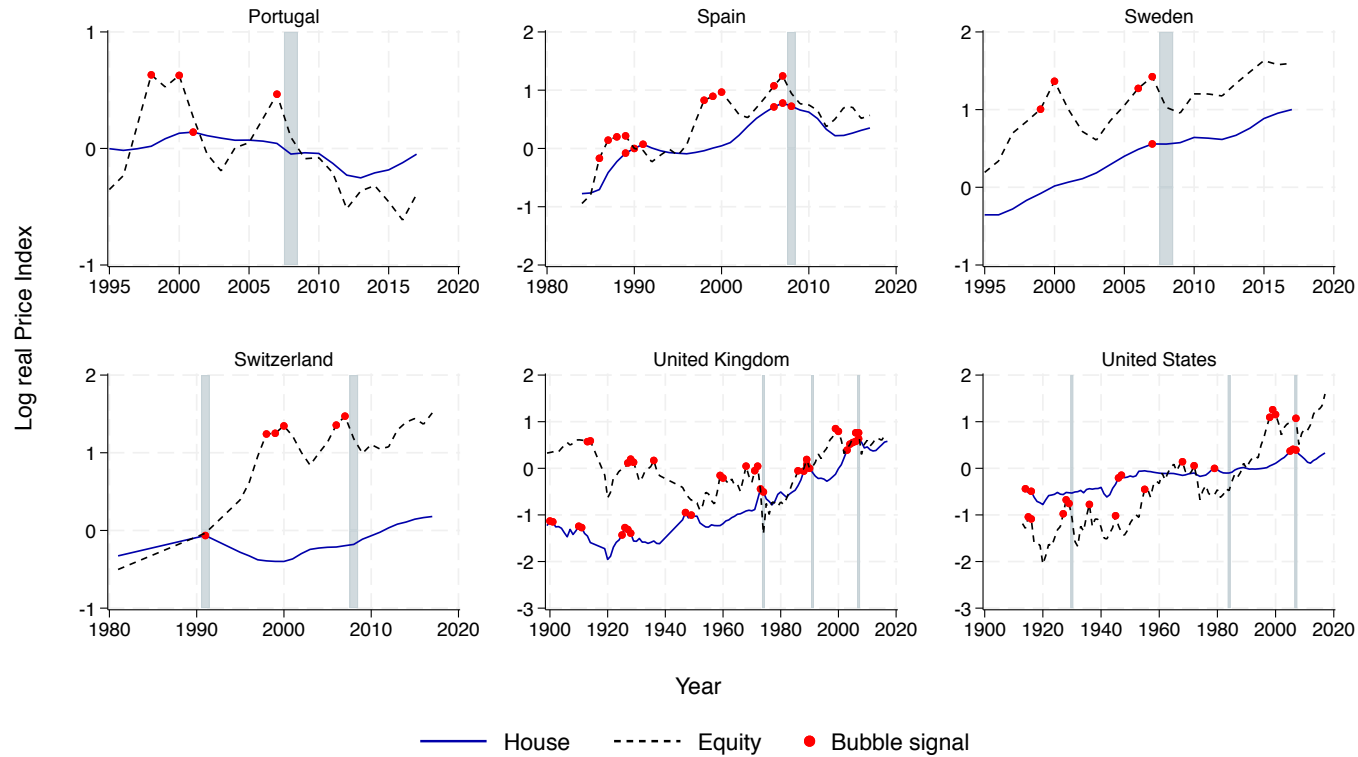 Log real Price Index
Portugal
1
0
-1
1995 2000 2005 2010 2015 2020
Spain
2
1
0
-1
-2
1980 1990 2000 2010 2020
Sweden
2
1
0
-1
1995 2000 2005 2010 2015 2020
Switzerland
2
1
0
-1
1980 1990 2000 2010 2020
United Kingdom
2
1
0
-1
-2
-3
1900 1920 1940 1960 1980 2000 2020
United States
2
1
0
-1
-2
-3
1900 1920 1940 1960 1980 2000 2020
Year
House Equity Bubble signal